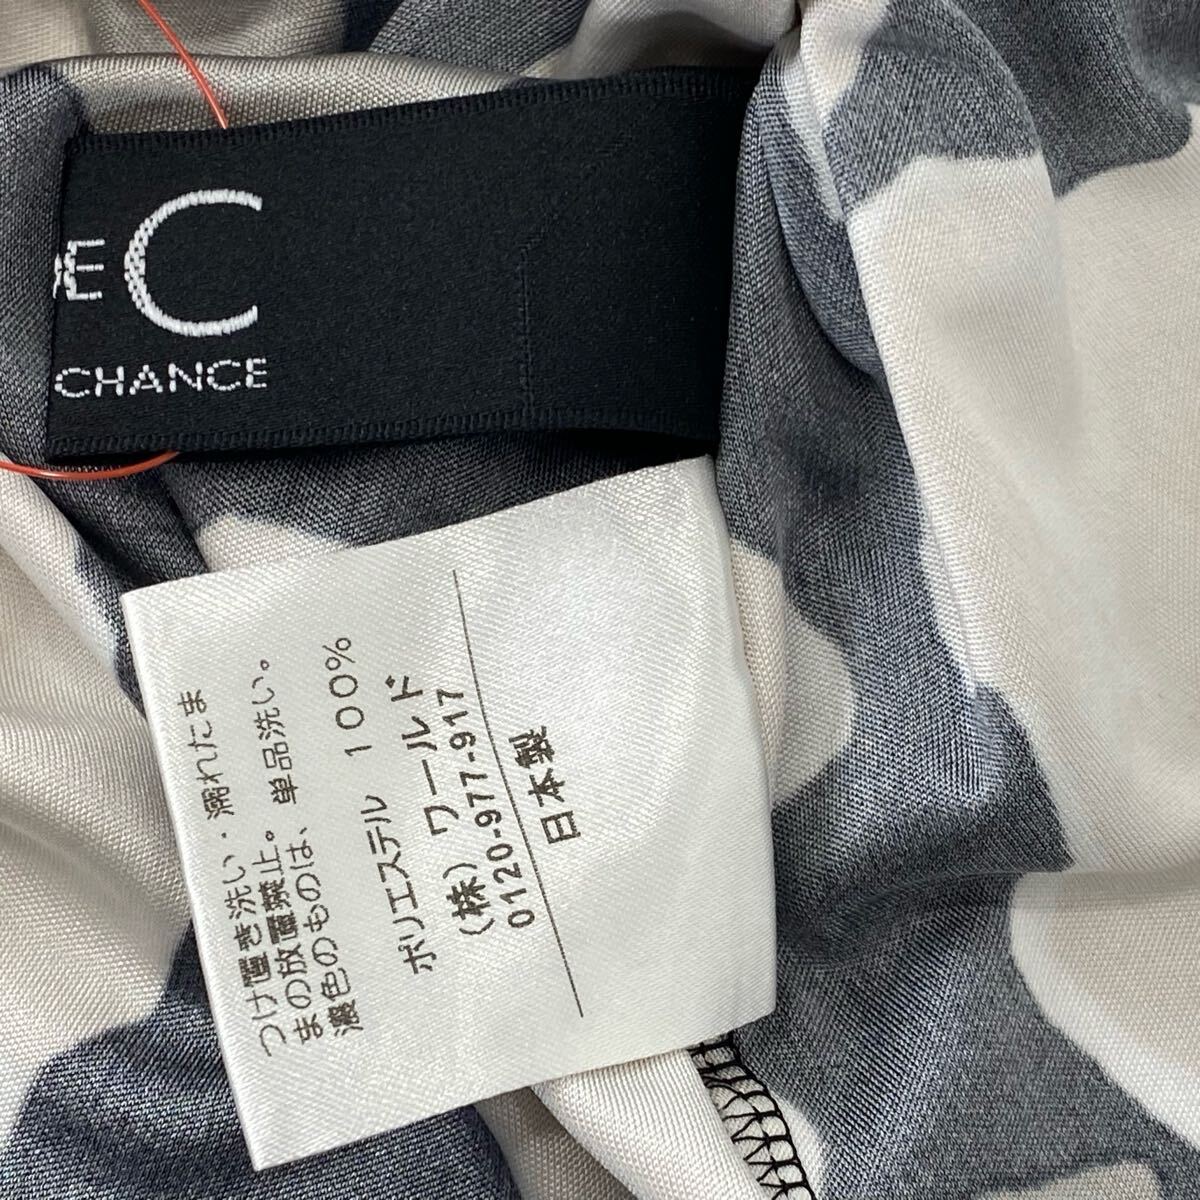 DE C
CHANCE
つけ置き洗い・濡れたま
まの放置禁止。
濃色のものは、単品洗い。
ポリエステル 100%
(株) ワールド
0120-977-917
日本製